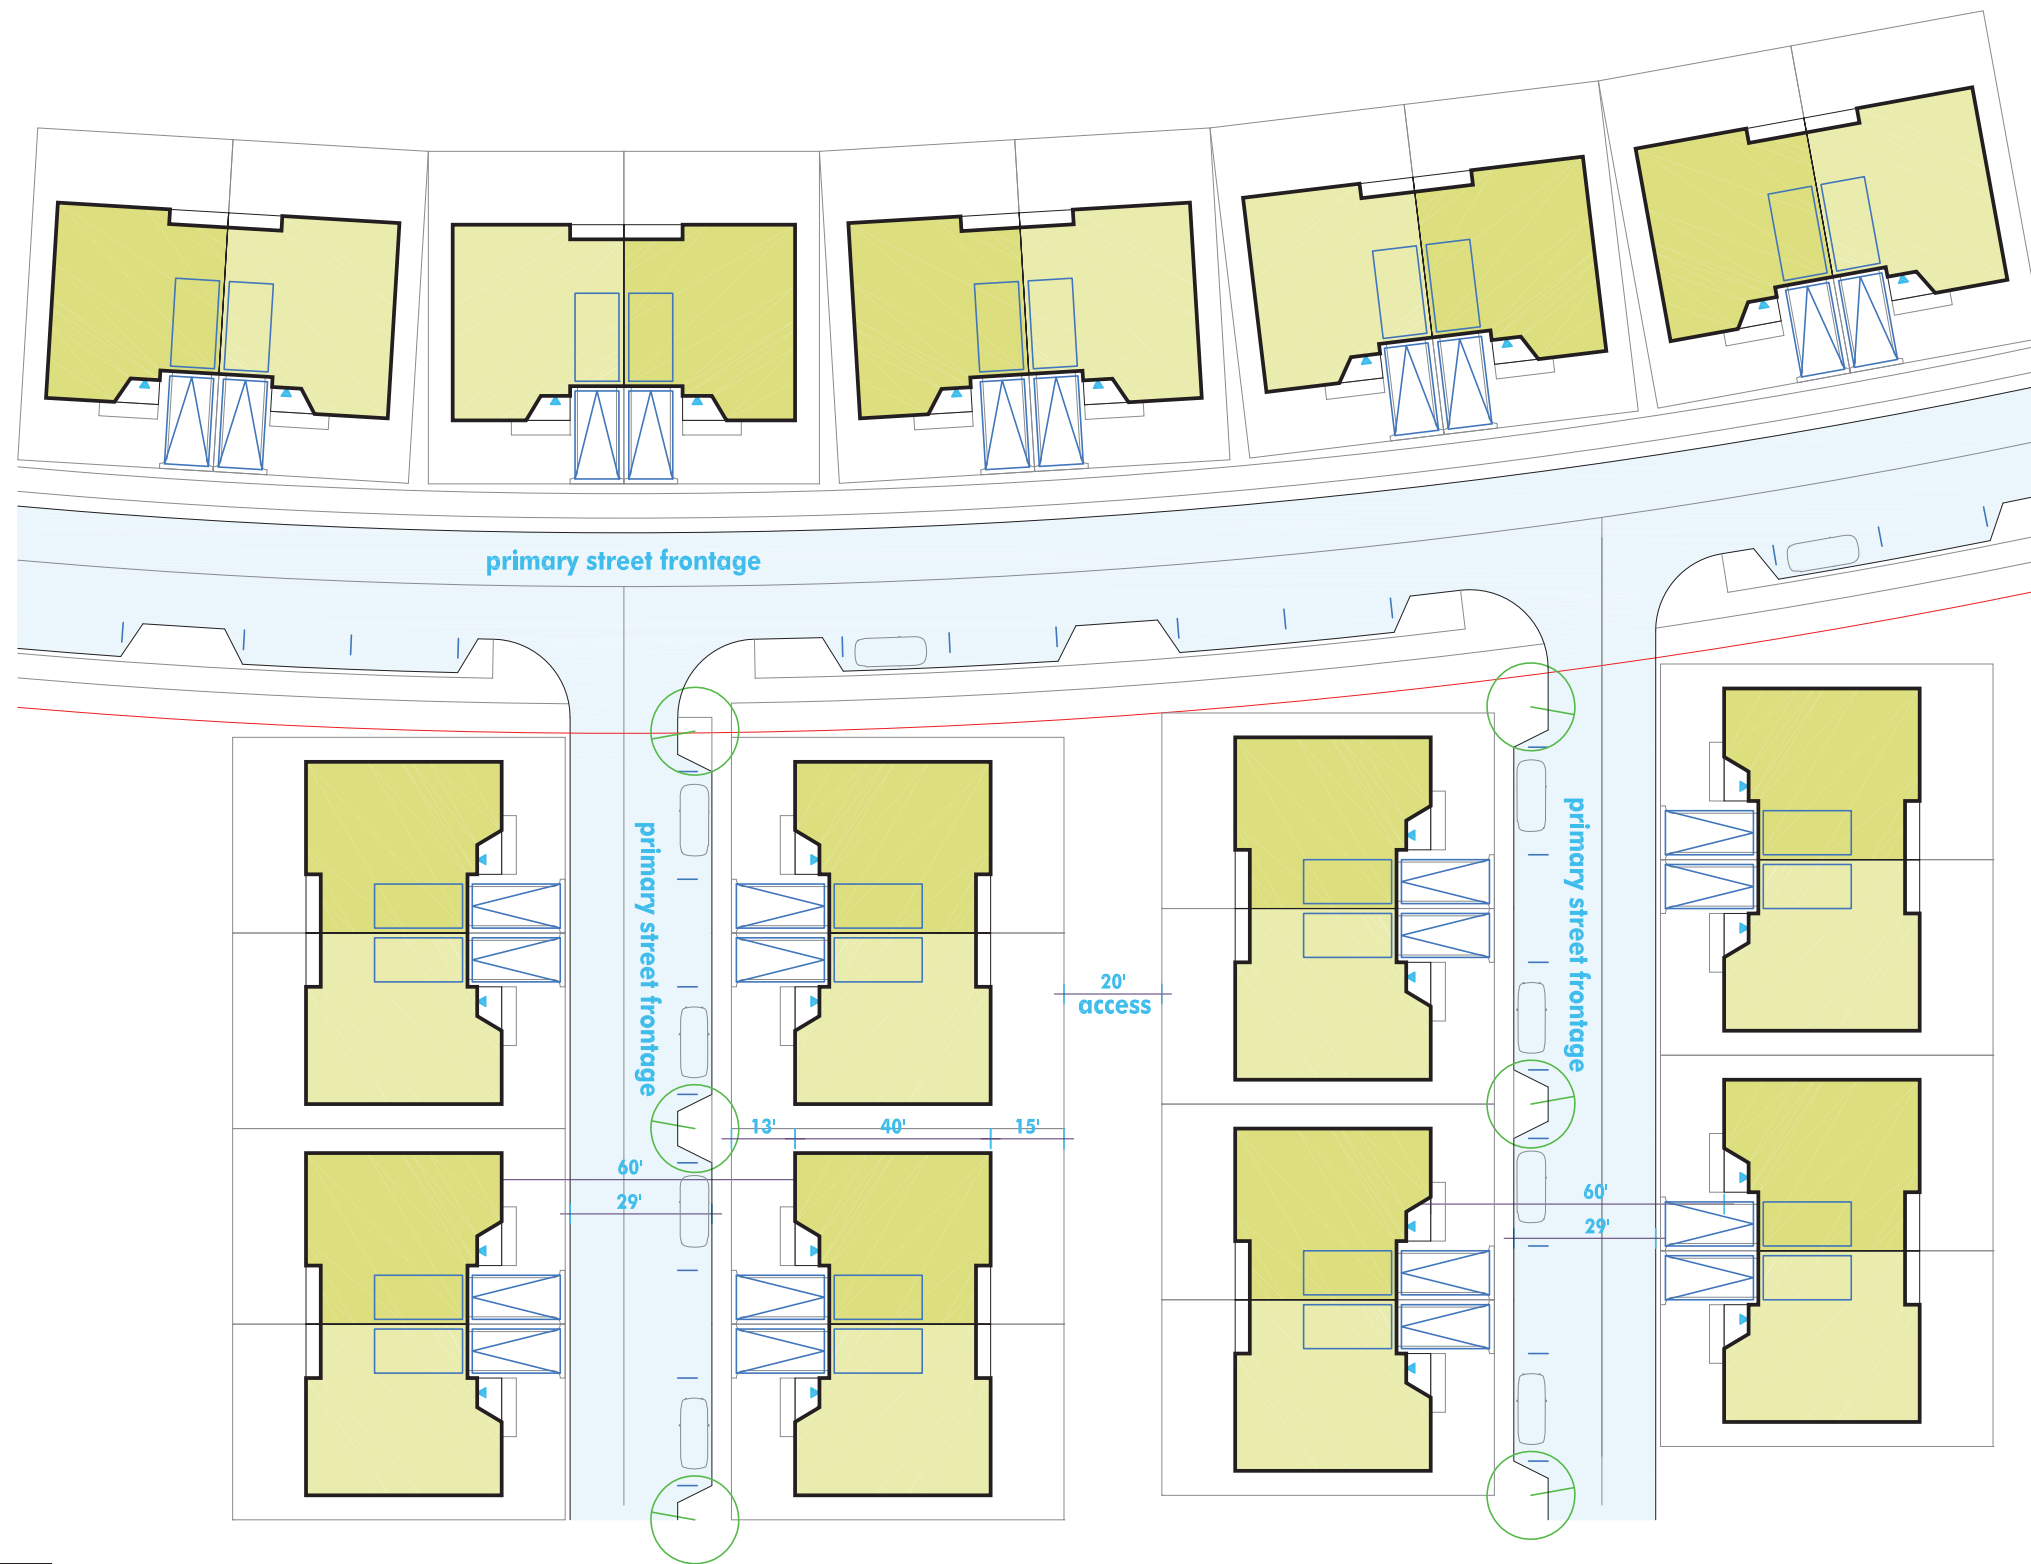 primary street frontage
primary street frontage
primary street frontage
20'
access
13'
40'
15'
60'
29'
60'
29'